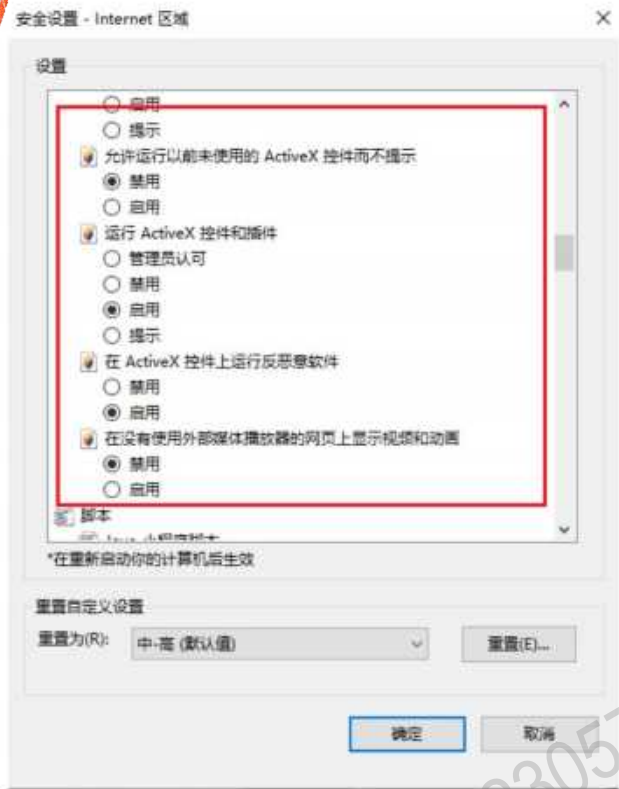 安全设置 - Internet 区域
设置
启用
提示
允许运行以前未使用的 ActiveX 控件而不提示
禁用
启用
运行 ActiveX 控件和插件
管理员认可
禁用
启用
提示
在 ActiveX 控件上运行反恶意软件
禁用
启用
在没有使用外部媒体播放器的网页上显示视频和动画
禁用
启用
脚本
Java 小程序脚本
*在重新启动你的计算机后生效
重置自定义设置
重置为(R): 中-高 (默认值) 重置(E)...
确定 取消